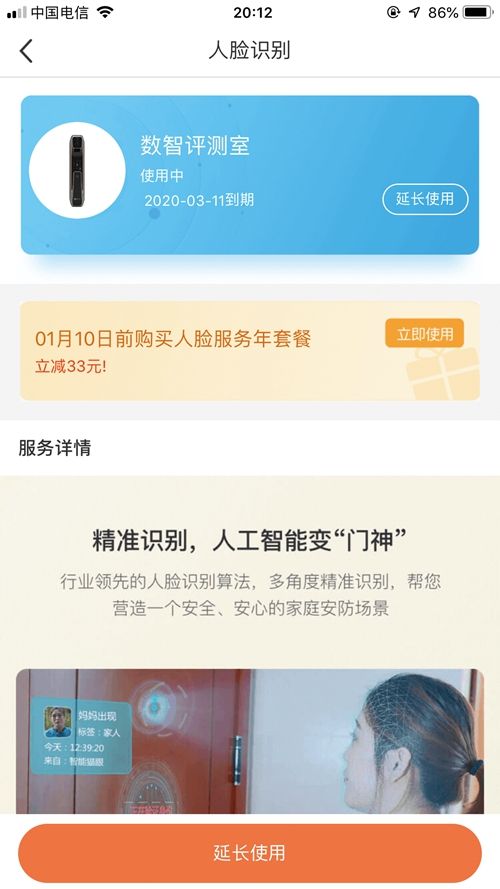 中国电信 20:12 86%
人脸识别
数智评测室
使用中
2020-03-11到期
延长使用
01月10日前购买人脸服务年套餐
立即使用
立减33元!
服务详情
精准识别，人工智能变“门神”
行业领先的人脸识别算法，多角度精准识别，帮您
营造一个安全、安心的家庭安防场景
妈妈出现
标签：家人
今天：12:39:20
来自：智能猫眼
延长使用